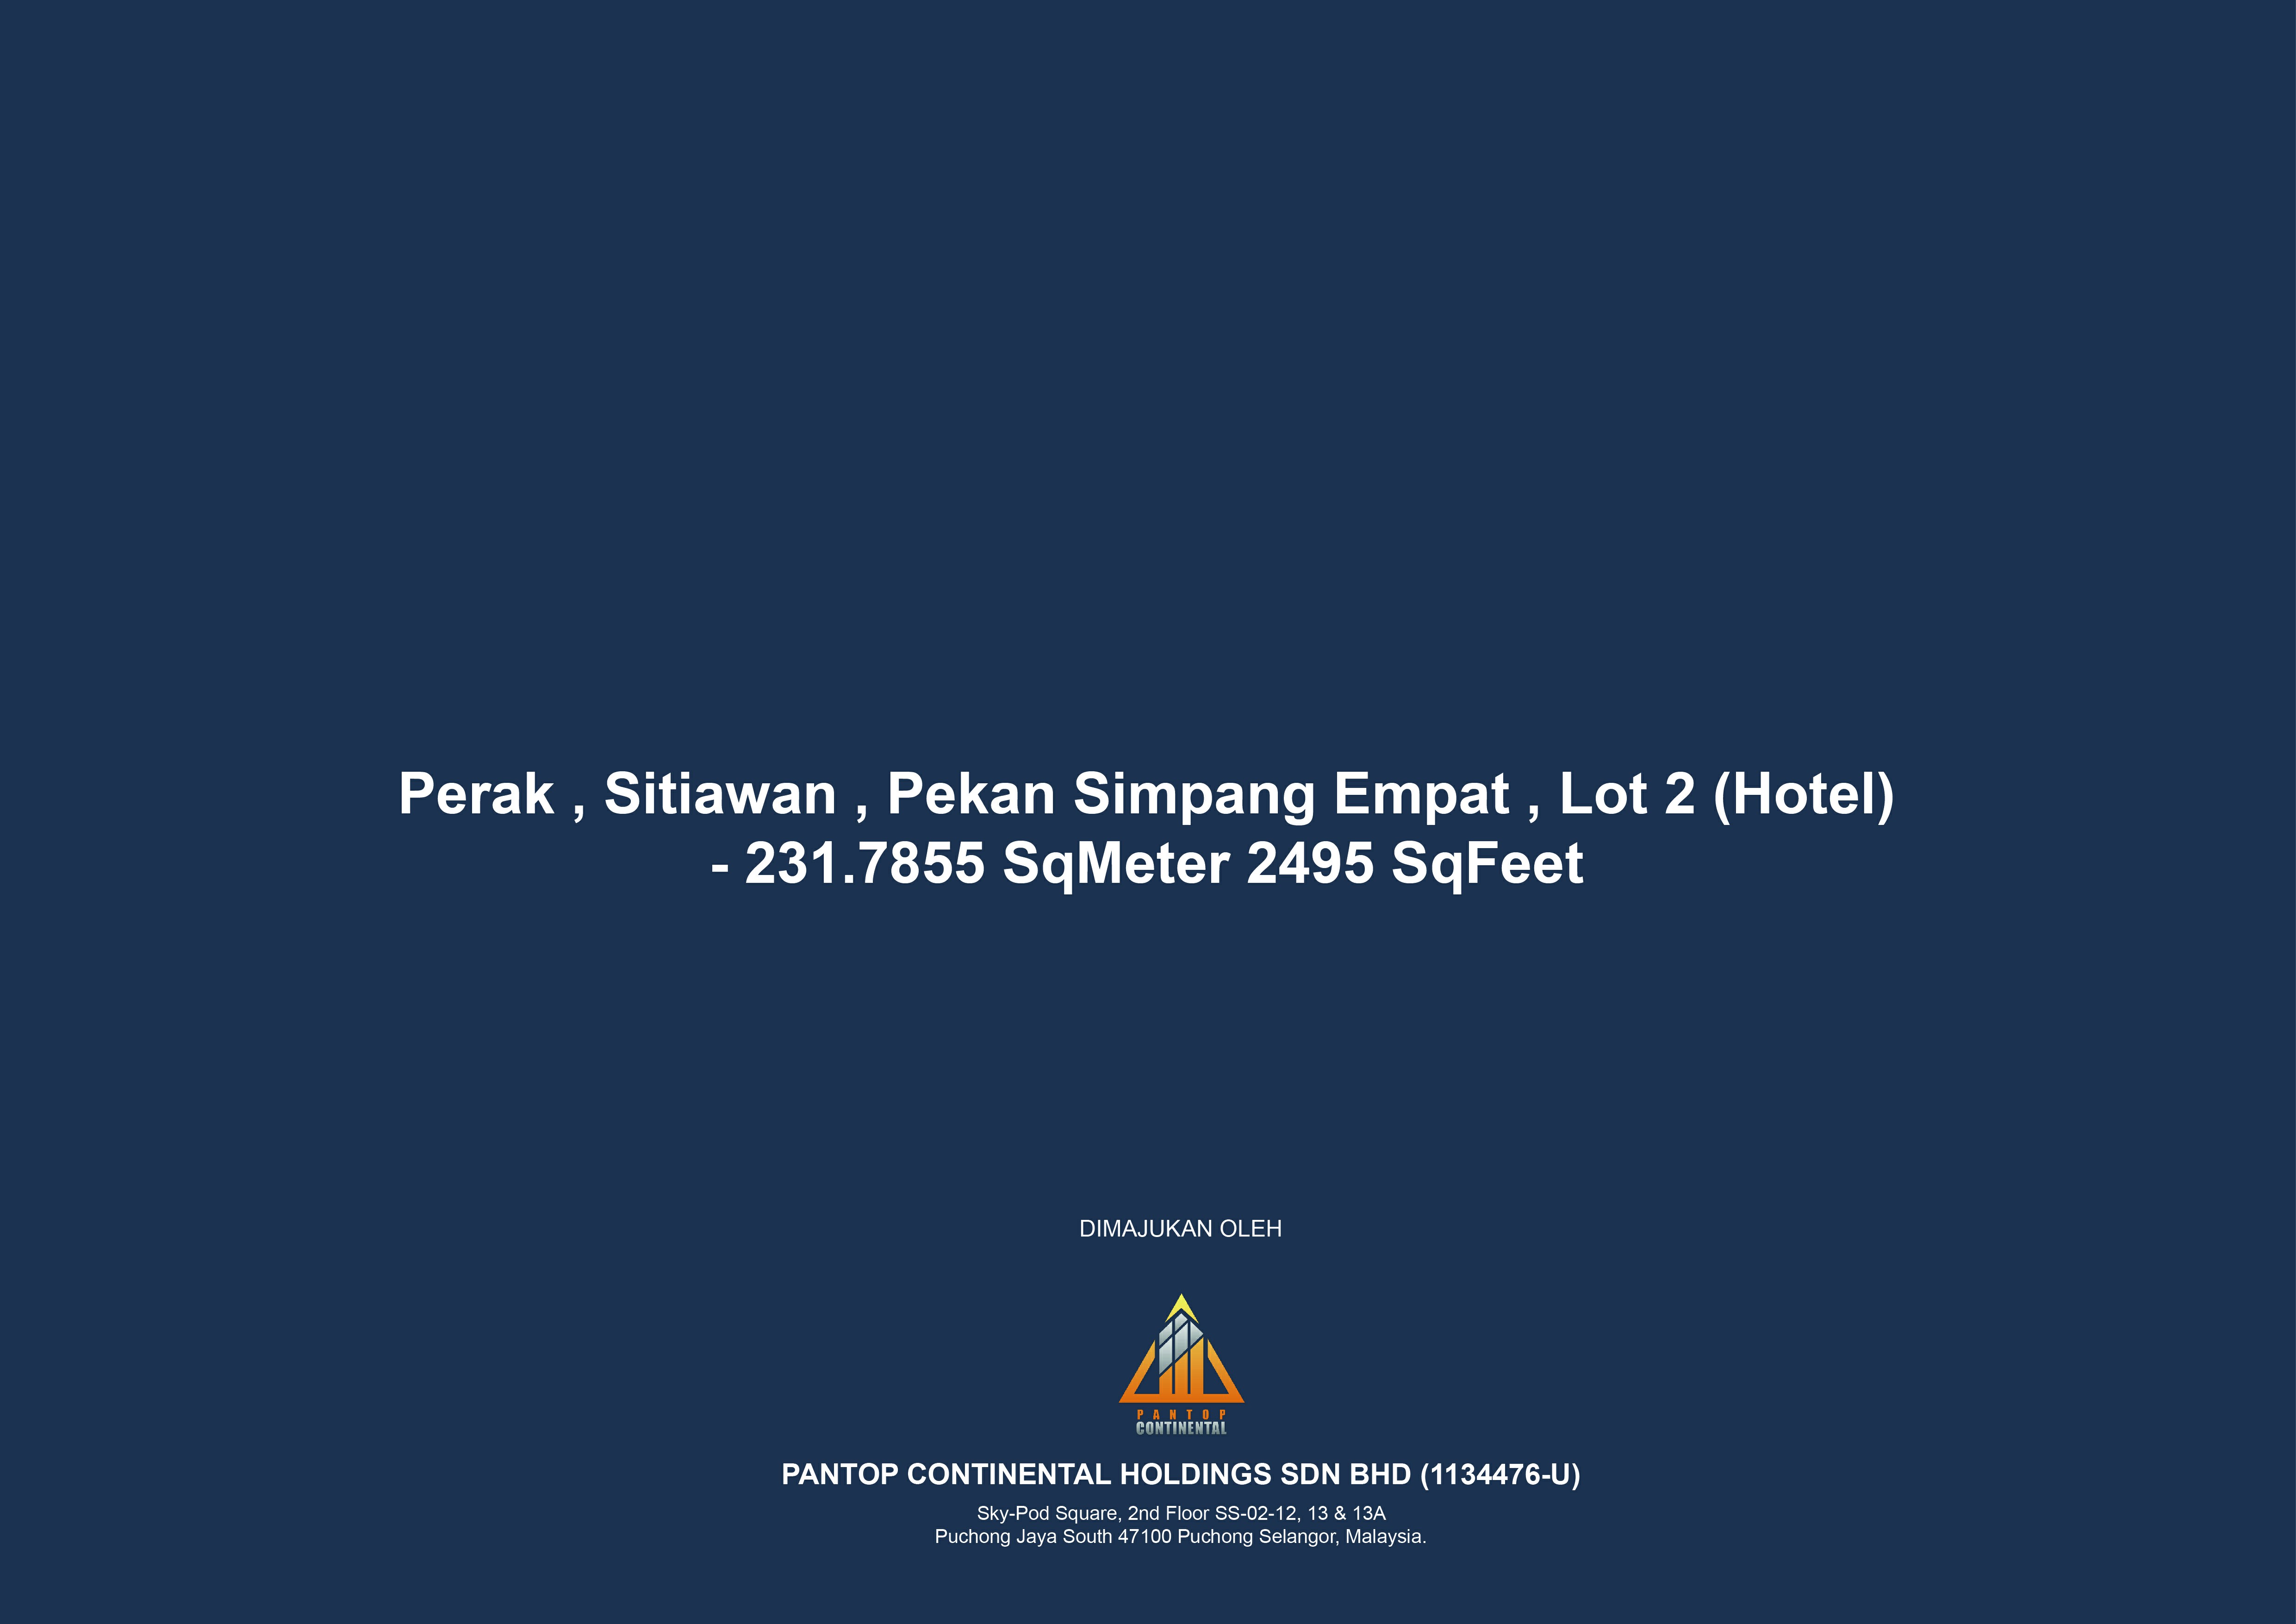 Perak , Sitiawan , Pekan Simpang Empat , Lot 2 (Hotel)
- 231.7855 SqMeter 2495 SqFeet
DIMAJUKAN OLEH
PANTOP
CONTINENTAL
PANTOP CONTINENTAL HOLDINGS SDN BHD (1134476-U)
Sky-Pod Square, 2nd Floor SS-02-12, 13 & 13A
Puchong Jaya South 47100 Puchong Selangor, Malaysia.